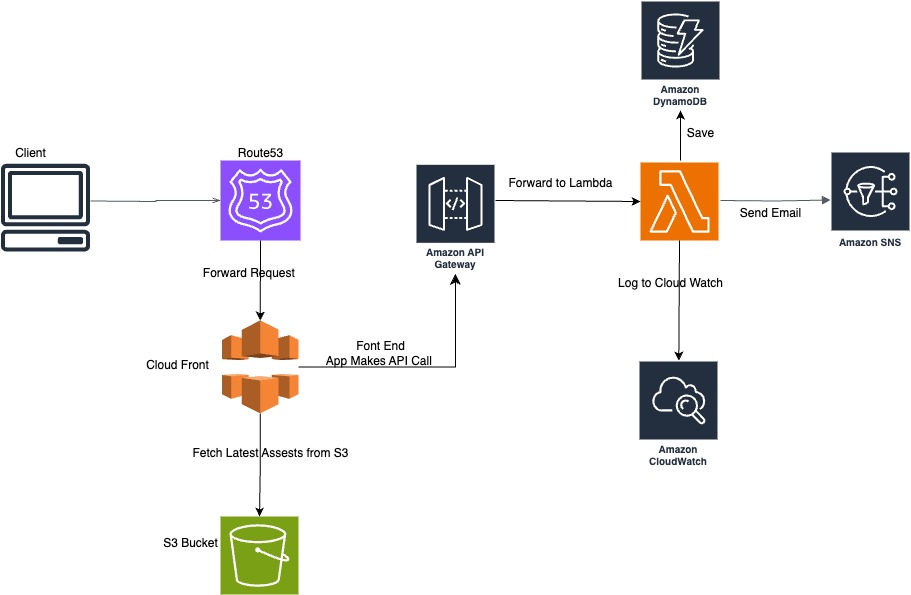 Amazon
DynamoDB
Save
Client
Route53
53
Forward to Lambda
Send Email
Amazon SNS
Amazon API
Gateway
</>
Forward Request
Log to Cloud Watch
Cloud Front
Font End
App Makes API Call
Amazon
CloudWatch
Fetch Latest Assests from S3
S3 Bucket